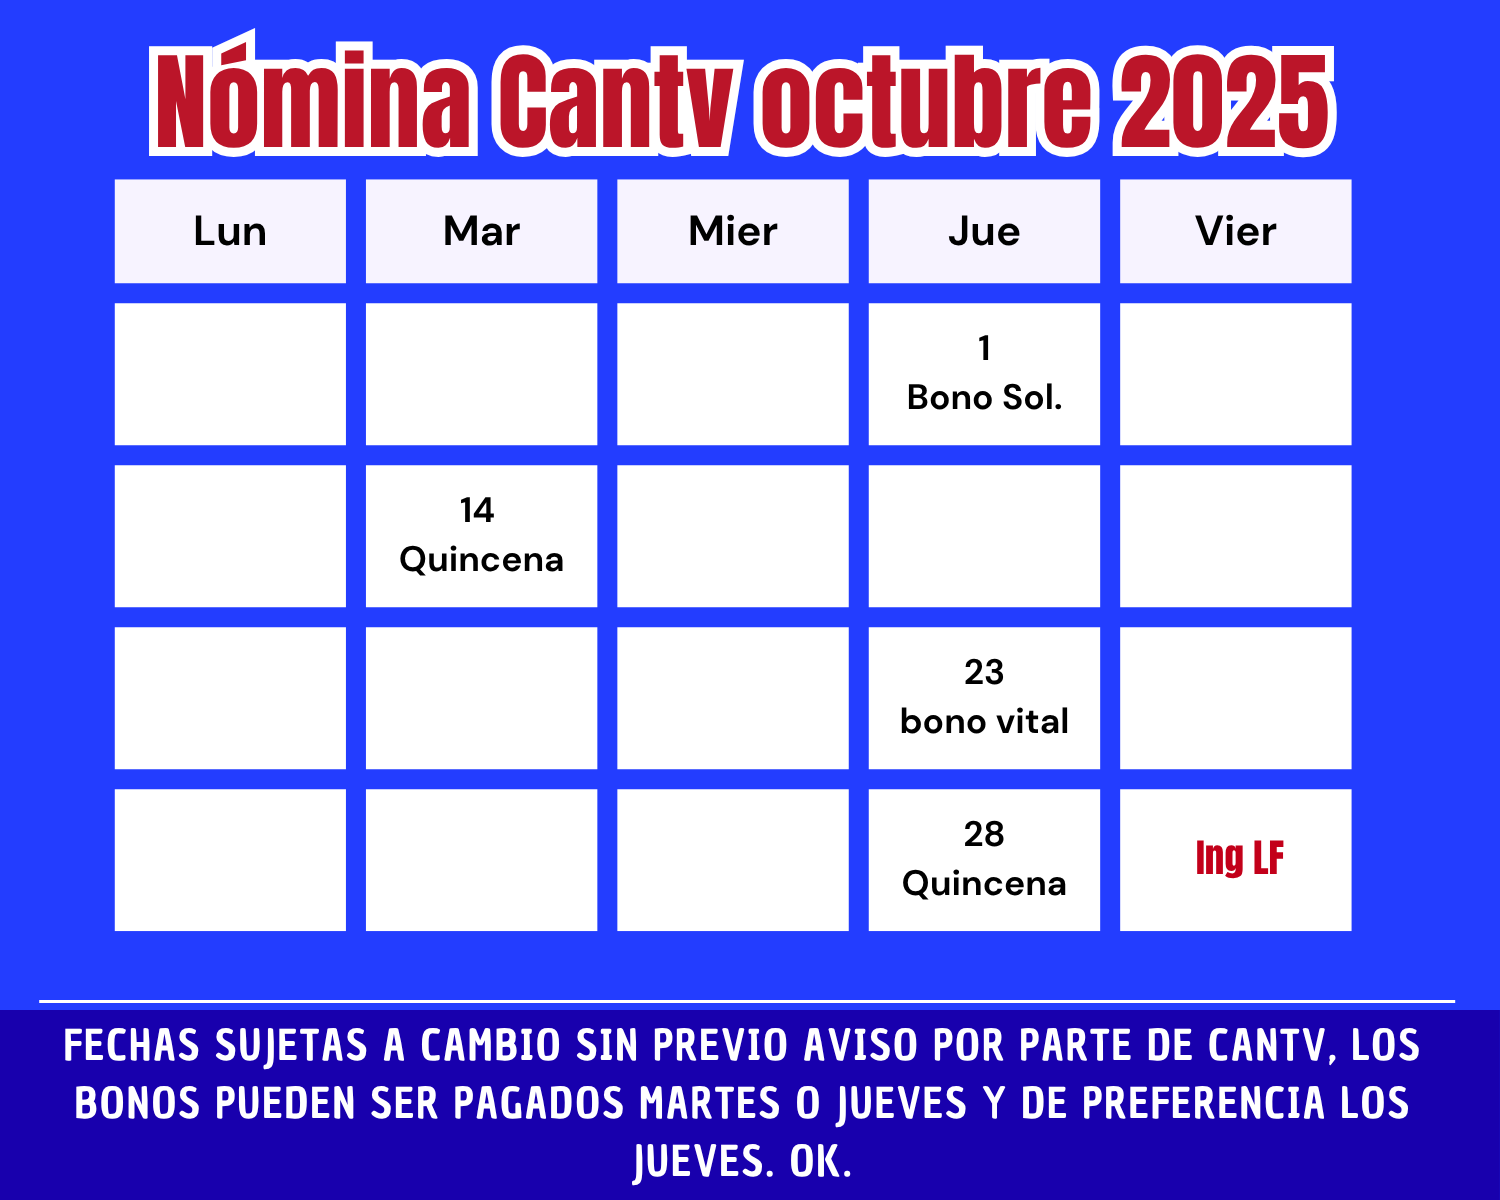 Nómina Cantv octubre 2025
Lun Mar Mier Jue Vier
1
Bono Sol.
14
Quincena
23
bono vital
28
Quincena
Ing LF
FECHAS SUJETAS A CAMBIO SIN PREVIO AVISO POR PARTE DE CANTV, LOS
BONOS PUEDEN SER PAGADOS MARTES O JUEVES Y DE PREFERENCIA LOS
JUEVES. OK.